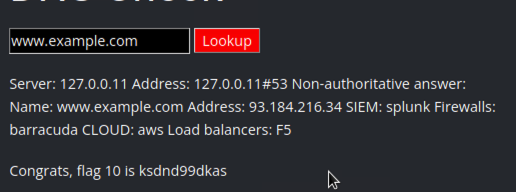 www.example.com Lookup
Server: 127.0.0.11 Address: 127.0.0.11#53 Non-authoritative answer:
Name: www.example.com Address: 93.184.216.34 SIEM: splunk Firewalls:
barracuda CLOUD: aws Load balancers: F5
Congrats, flag 10 is ksdnd99dkas